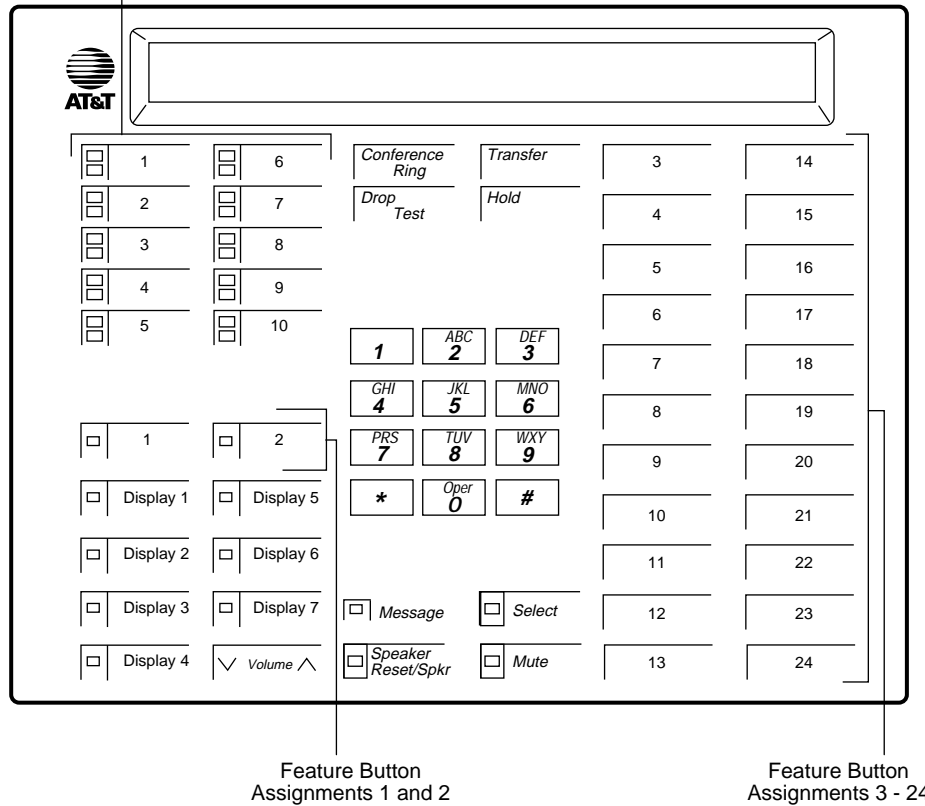 AT&T
1
6
2
7
3
8
4
9
5
10
1
2
Display 1
Display 5
Display 2
Display 6
Display 3
Display 7
Display 4
Volume
Conference
Ring
Transfer
Drop
Test
Hold
1
ABC
2
DEF
3
GHI
4
JKL
5
MNO
6
PRS
7
TUV
8
WXY
9
*
Oper
0
#
Message
Select
Speaker
Reset/Spkr
Mute
3
14
4
15
5
16
6
17
7
18
8
19
9
20
10
21
11
22
12
23
13
24
Feature Button
Assignments 1 and 2
Feature Button
Assignments 3 - 24